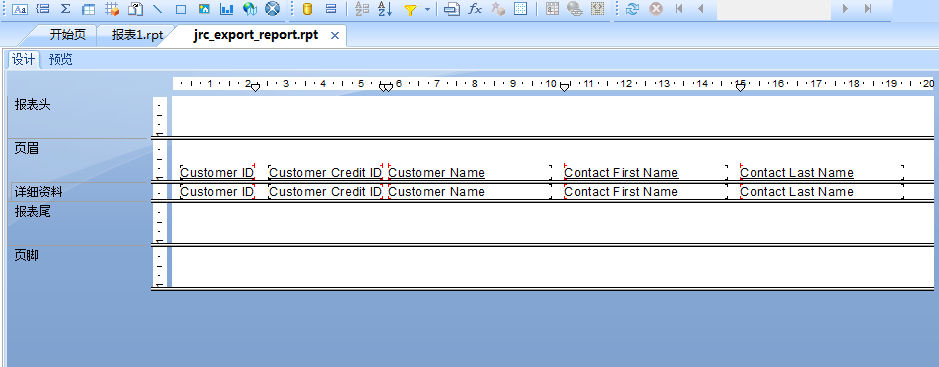 开始页 报表1.rpt jrc_export_report.rpt
设计 预览
1 2 3 4 5 6 7 8 9 10 11 12 13 14 15 16 17 18 19 20
报表头
页眉
Customer ID Customer Credit ID Customer Name Contact First Name Contact Last Name
详细资料 Customer ID Customer Credit ID Customer Name Contact First Name Contact Last Name
报表尾
页脚